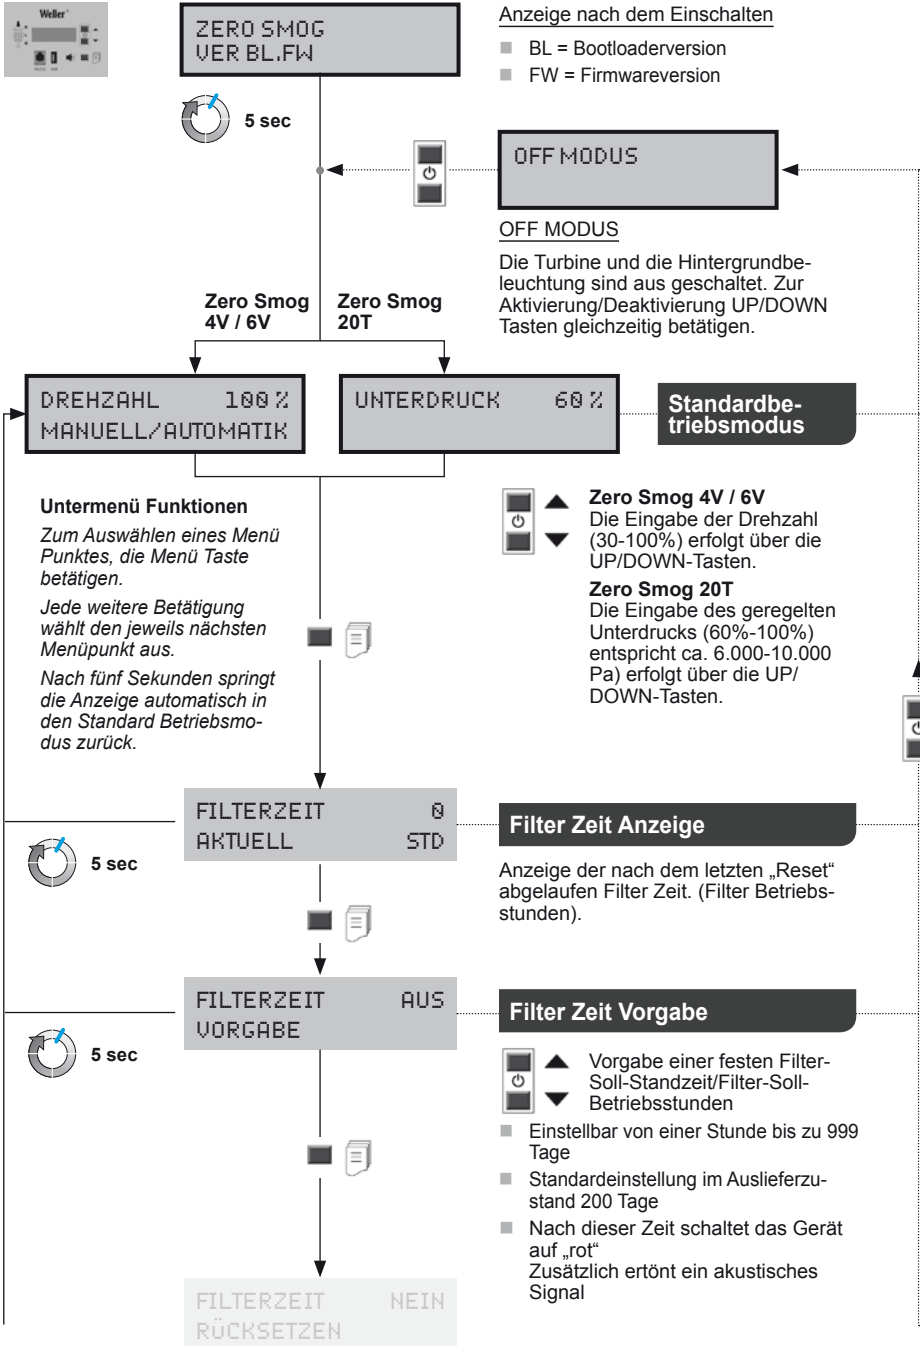 Weller
ZERO SMOG
VER BL.FW
Anzeige nach dem Einschalten
BL = Bootloaderversion
FW = Firmwareversion
5 sec
OFF MODUS
OFF MODUS
Die Turbine und die Hintergrundbe-
leuchtung sind aus geschaltet. Zur
Aktivierung/Deaktivierung UP/DOWN
Tasten gleichzeitig betätigen.
Zero Smog
4V / 6V
Zero Smog
20T
DREHZAHL 100 %
MANUELL/AUTOMATIK
UNTERDRUCK 60 %
Standardbe-
triebsmodus
Untermenü Funktionen
Zum Auswählen eines Menü
Punktes, die Menü Taste
betätigen.
Jede weitere Betätigung
wählt den jeweils nächsten
Menüpunkt aus.
Nach fünf Sekunden springt
die Anzeige automatisch in
den Standard Betriebsmo-
dus zurück.
Zero Smog 4V / 6V
Die Eingabe der Drehzahl
(30-100%) erfolgt über die
UP/DOWN-Tasten.
Zero Smog 20T
Die Eingabe des geregelten
Unterdrucks (60%-100%)
entspricht ca. 6.000-10.000
Pa) erfolgt über die UP/
DOWN-Tasten.
FILTERZEIT 0
AKTUELL STD
5 sec
Filter Zeit Anzeige
Anzeige der nach dem letzten „Reset“
abgelaufen Filter Zeit. (Filter Betriebs-
stunden).
FILTERZEIT AUS
VORGABE
5 sec
Filter Zeit Vorgabe
Vorgabe einer festen Filter-
Soll-Standzeit/Filter-Soll-
Betriebsstunden
Einstellbar von einer Stunde bis zu 999
Tage
Standardeinstellung im Auslieferzu-
stand 200 Tage
Nach dieser Zeit schaltet das Gerät
auf „rot“
Zusätzlich ertönt ein akustisches
Signal
FILTERZEIT NEIN
RÜCKSETZEN